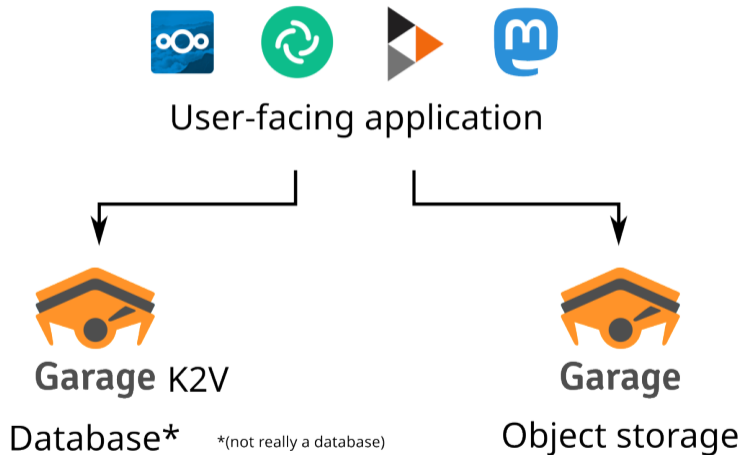 User-facing application
Garage K2V
Garage
Database* *(not really a database)
Object storage